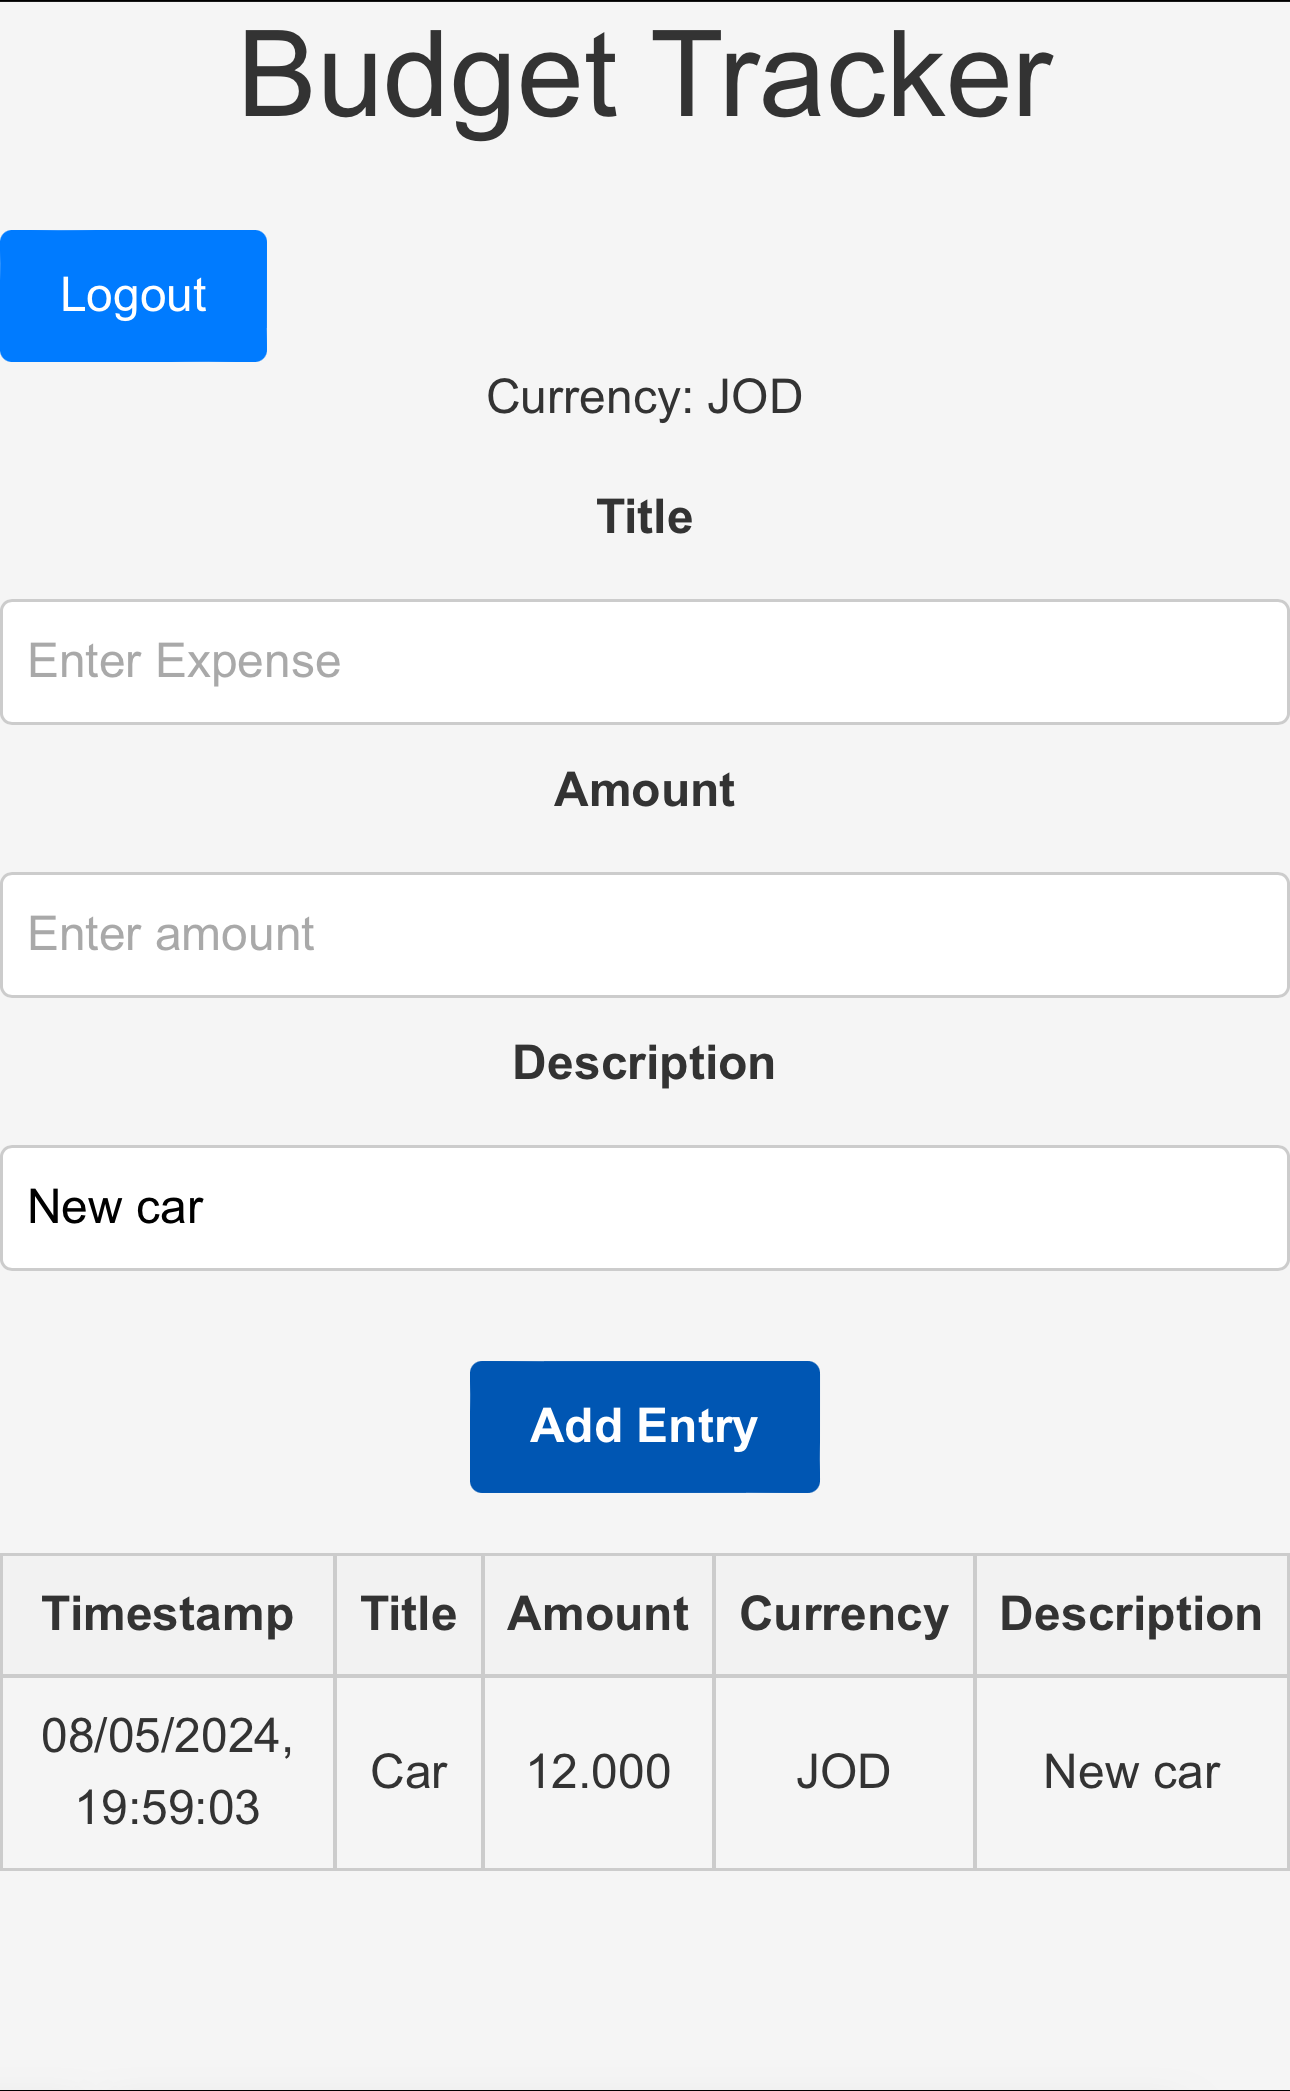 Budget Tracker
Logout
Currency: JOD
Title
Enter Expense
Amount
Enter amount
Description
New car
Add Entry
Timestamp Title Amount Currency Description
08/05/2024,
19:59:03 Car 12.000 JOD New car